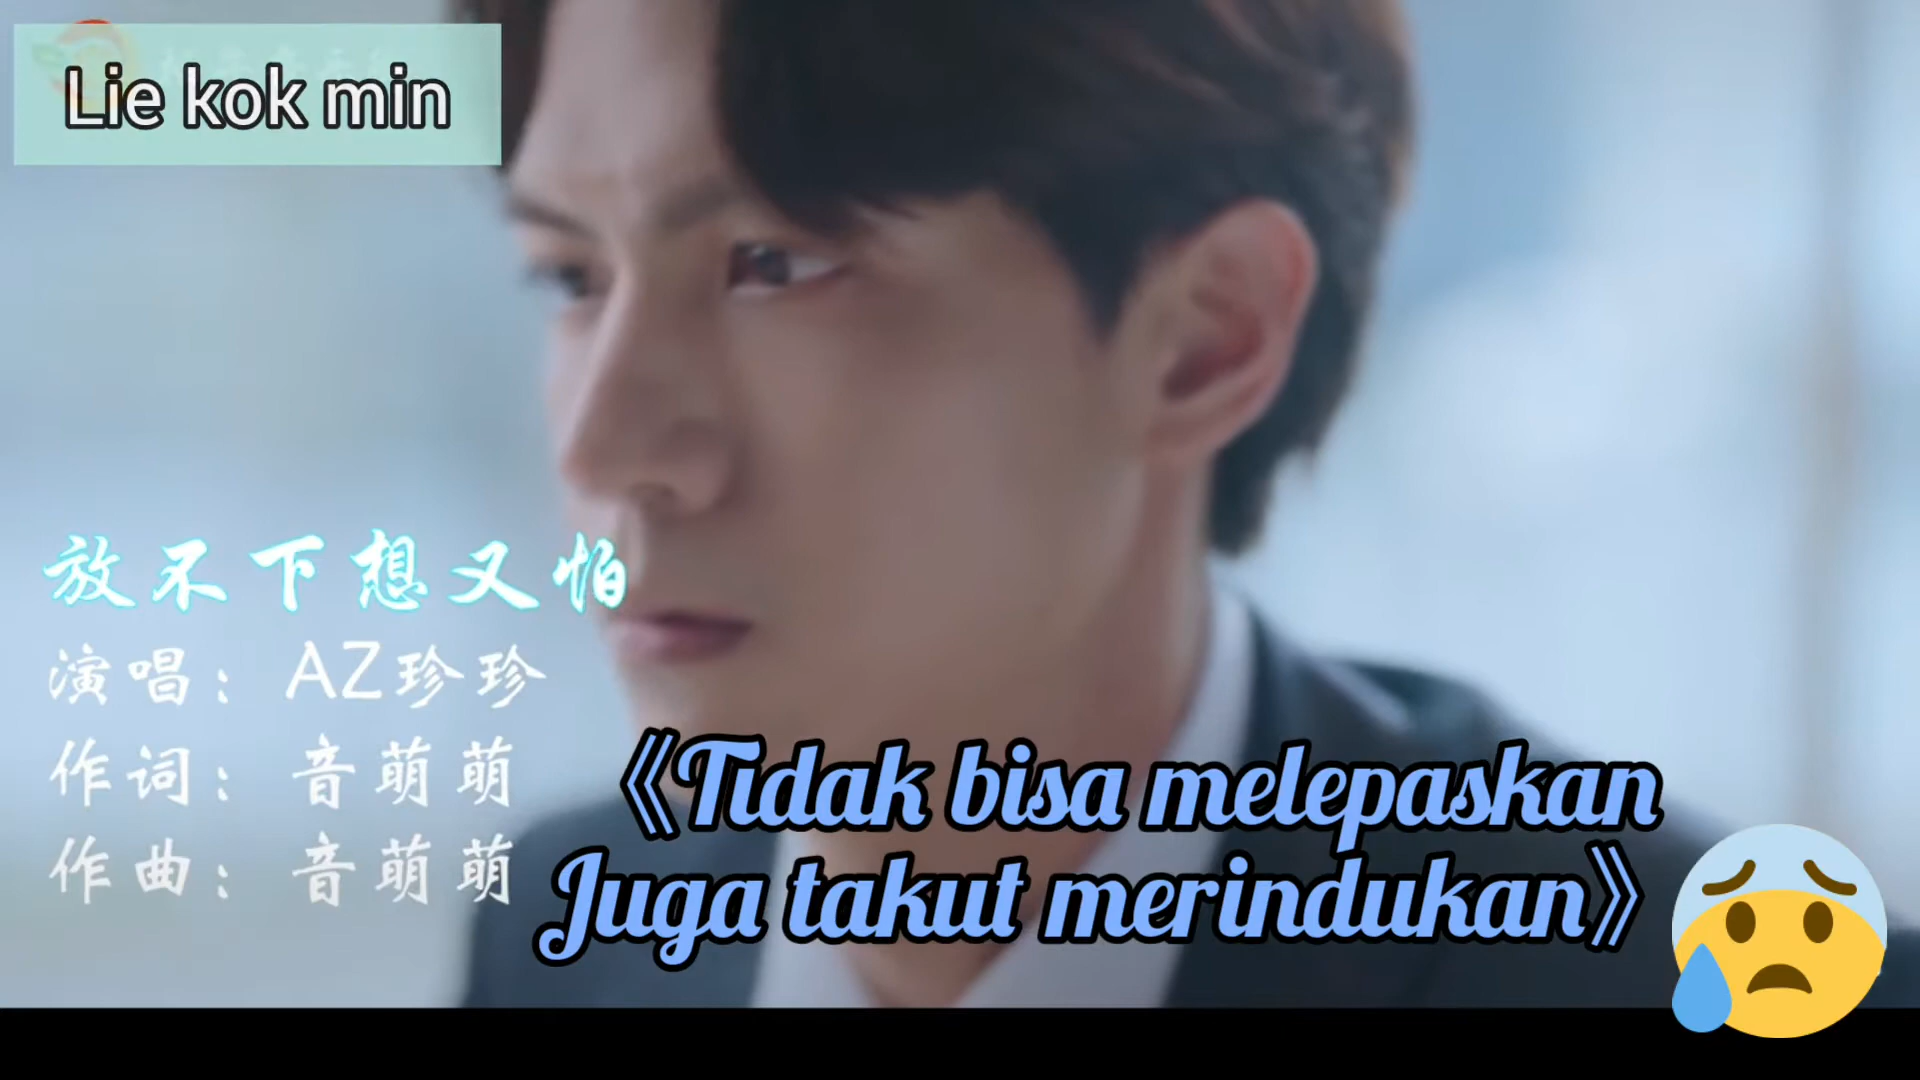 Lie kok min
放不下想又怕
演唱：AZ珍珍
作词：音萌萌
作曲：音萌萌
《Tidak bisa melepaskan
Juga takut merindukan》